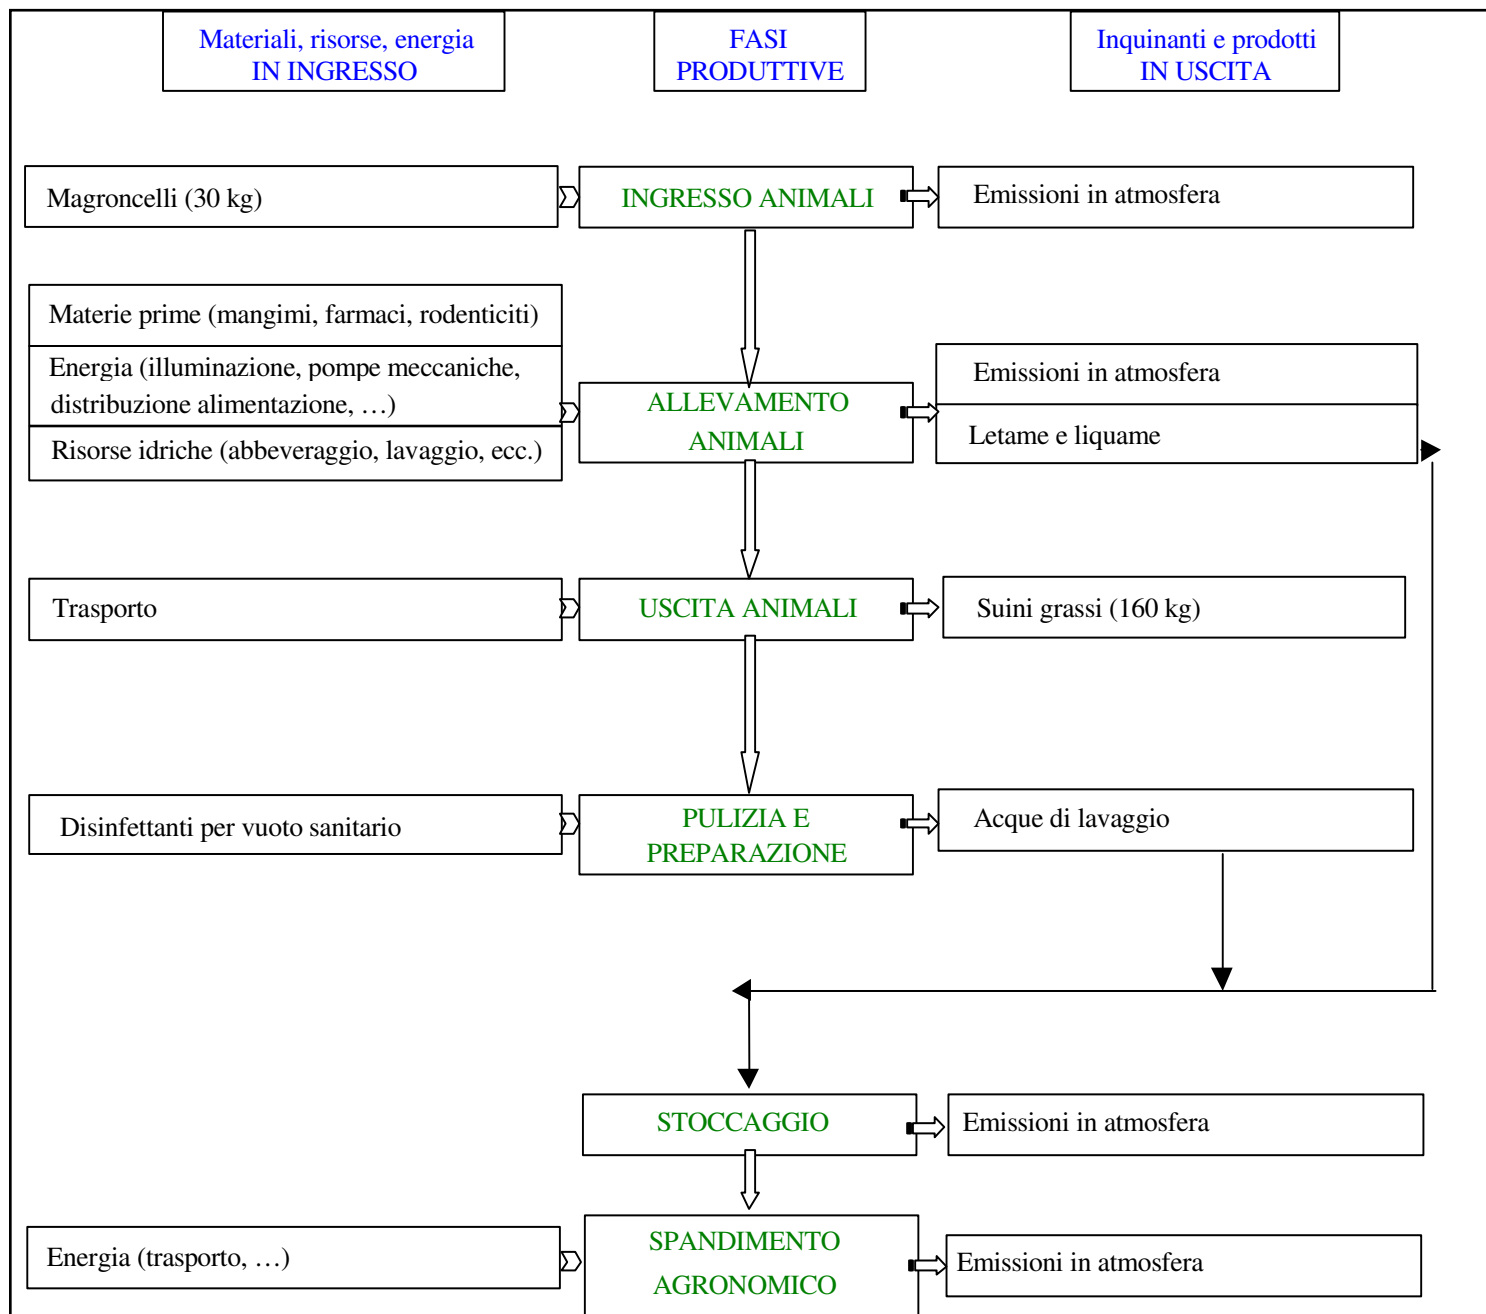 Materiali, risorse, energia
IN INGRESSO
FASI
PRODUTTIVE
Inquinanti e prodotti
IN USCITA
Magroncelli (30 kg)
INGRESSO ANIMALI
Emissioni in atmosfera
Materie prime (mangimi, farmaci, rodenticiti)
Energia (illuminazione, pompe meccaniche,
distribuzione alimentazione, …)
Risorse idriche (abbeveraggio, lavaggio, ecc.)
ALLEVAMENTO
ANIMALI
Emissioni in atmosfera
Letame e liquame
Trasporto
USCITA ANIMALI
Suini grassi (160 kg)
Disinfettanti per vuoto sanitario
PULIZIA E
PREPARAZIONE
Acque di lavaggio
STOCCAGGIO
Emissioni in atmosfera
Energia (trasporto, …)
SPANDIMENTO
AGRONOMICO
Emissioni in atmosfera